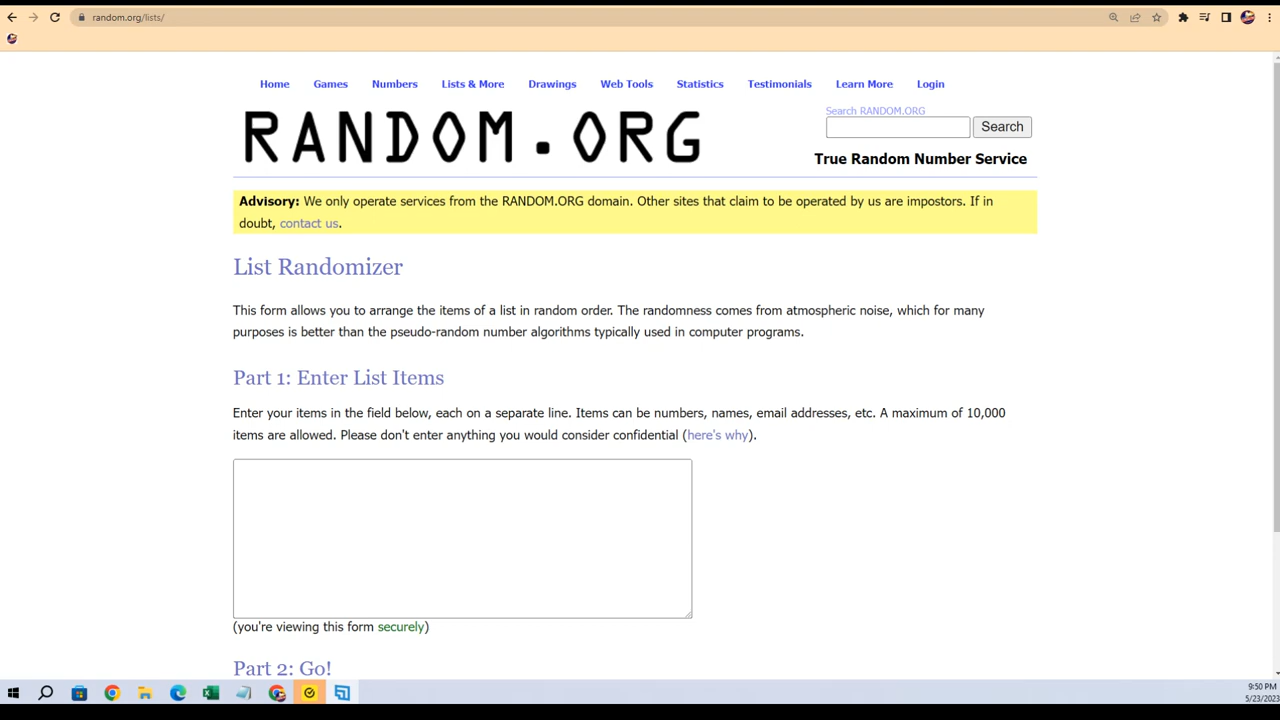 random.org/lists/
Home Games Numbers Lists & More Drawings Web Tools Statistics Testimonials Learn More Login
RANDOM.ORG
Search RANDOM.ORG
Search
True Random Number Service
Advisory: We only operate services from the RANDOM.ORG domain. Other sites that claim to be operated by us are impostors. If in
doubt, contact us.
List Randomizer
This form allows you to arrange the items of a list in random order. The randomness comes from atmospheric noise, which for many
purposes is better than the pseudo-random number algorithms typically used in computer programs.
Part 1: Enter List Items
Enter your items in the field below, each on a separate line. Items can be numbers, names, email addresses, etc. A maximum of 10,000
items are allowed. Please don't enter anything you would consider confidential (here's why).
(you're viewing this form securely)
Part 2: Go!
9:50 PM
5/23/2023